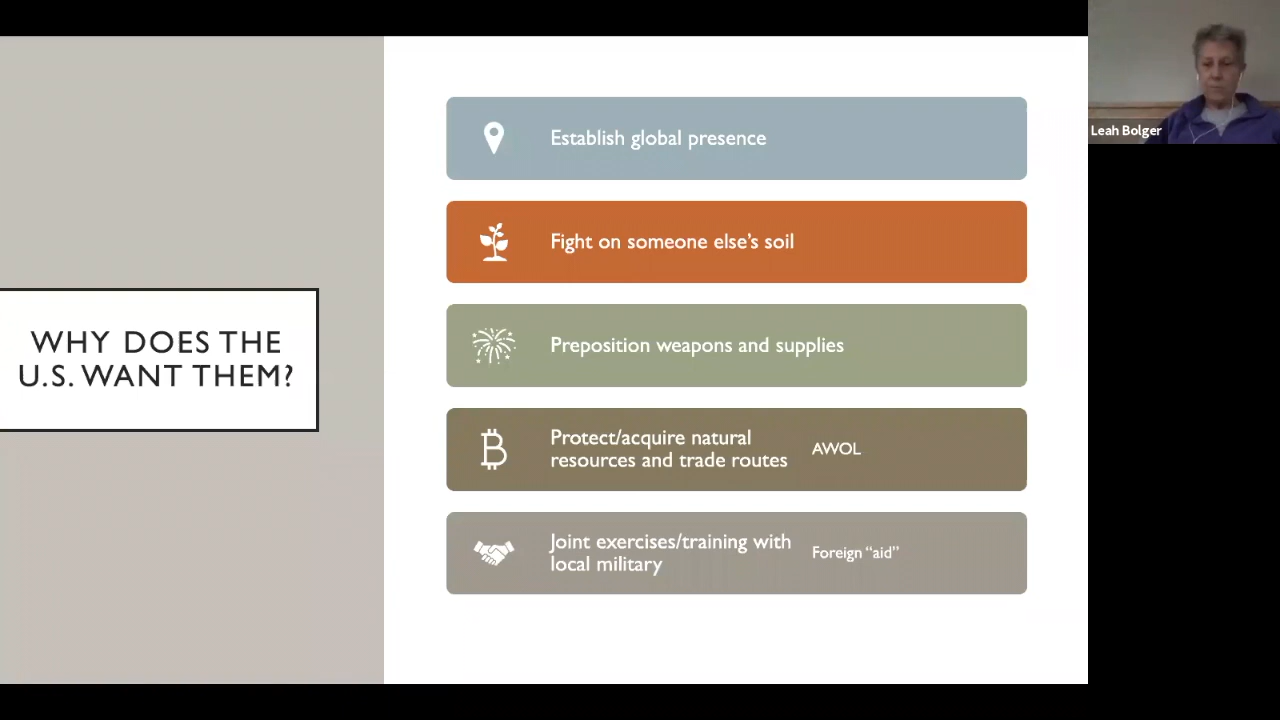 WHY DOES THE
U.S. WANT THEM?
Establish global presence
Fight on someone else’s soil
Preposition weapons and supplies
Protect/acquire natural
resources and trade routes
AWOL
Joint exercises/training with
local military
Foreign “aid”
Leah Bolger